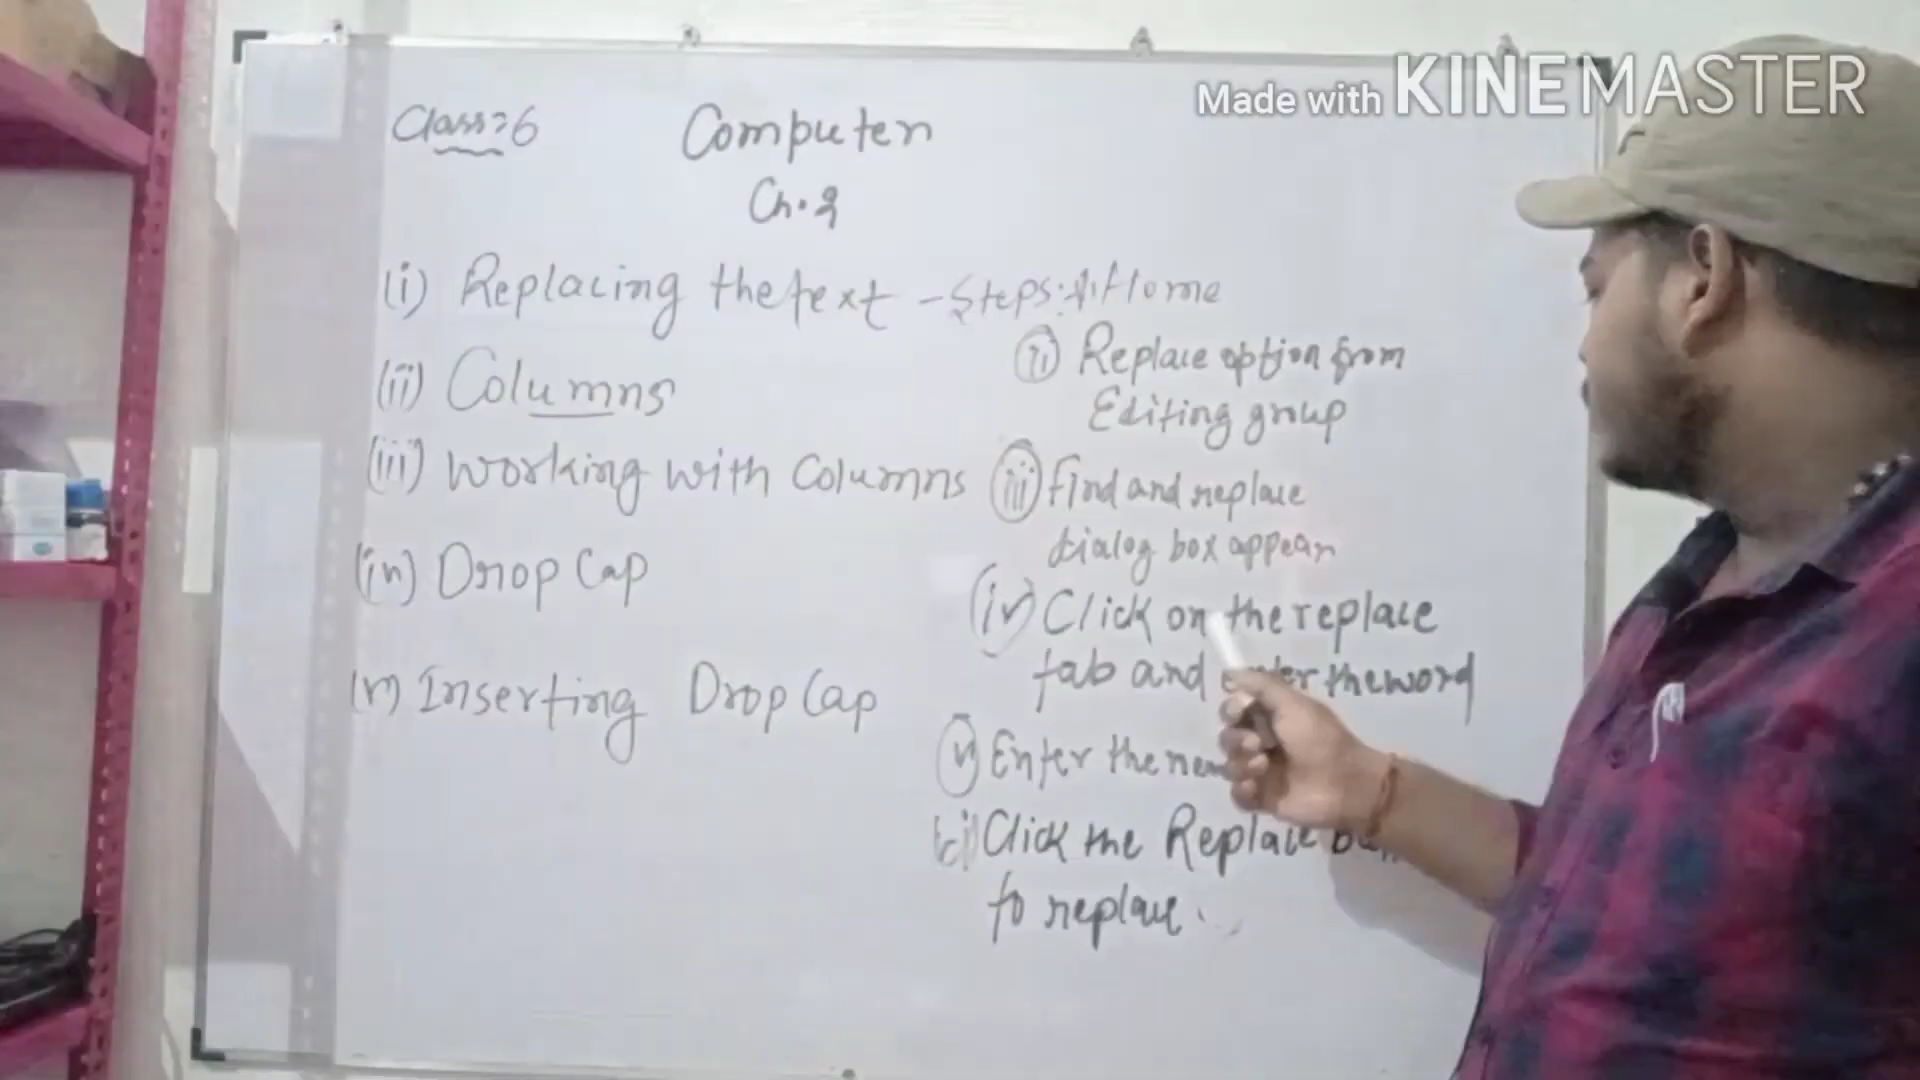 Made with KINEMASTER
Class:6
Computer
Ch.2
(i) Replacing the text - Steps: Home
(ii) Replace option from
Editing group
(ii) Columns
(iii) Working with Columns
(iii) Find and replace
dialog box appear
(iv) Drop Cap
(iv) Click on the replace
tab and the word
(v) Inserting Drop Cap
(v) Enter the
Click the Replace
to replace.